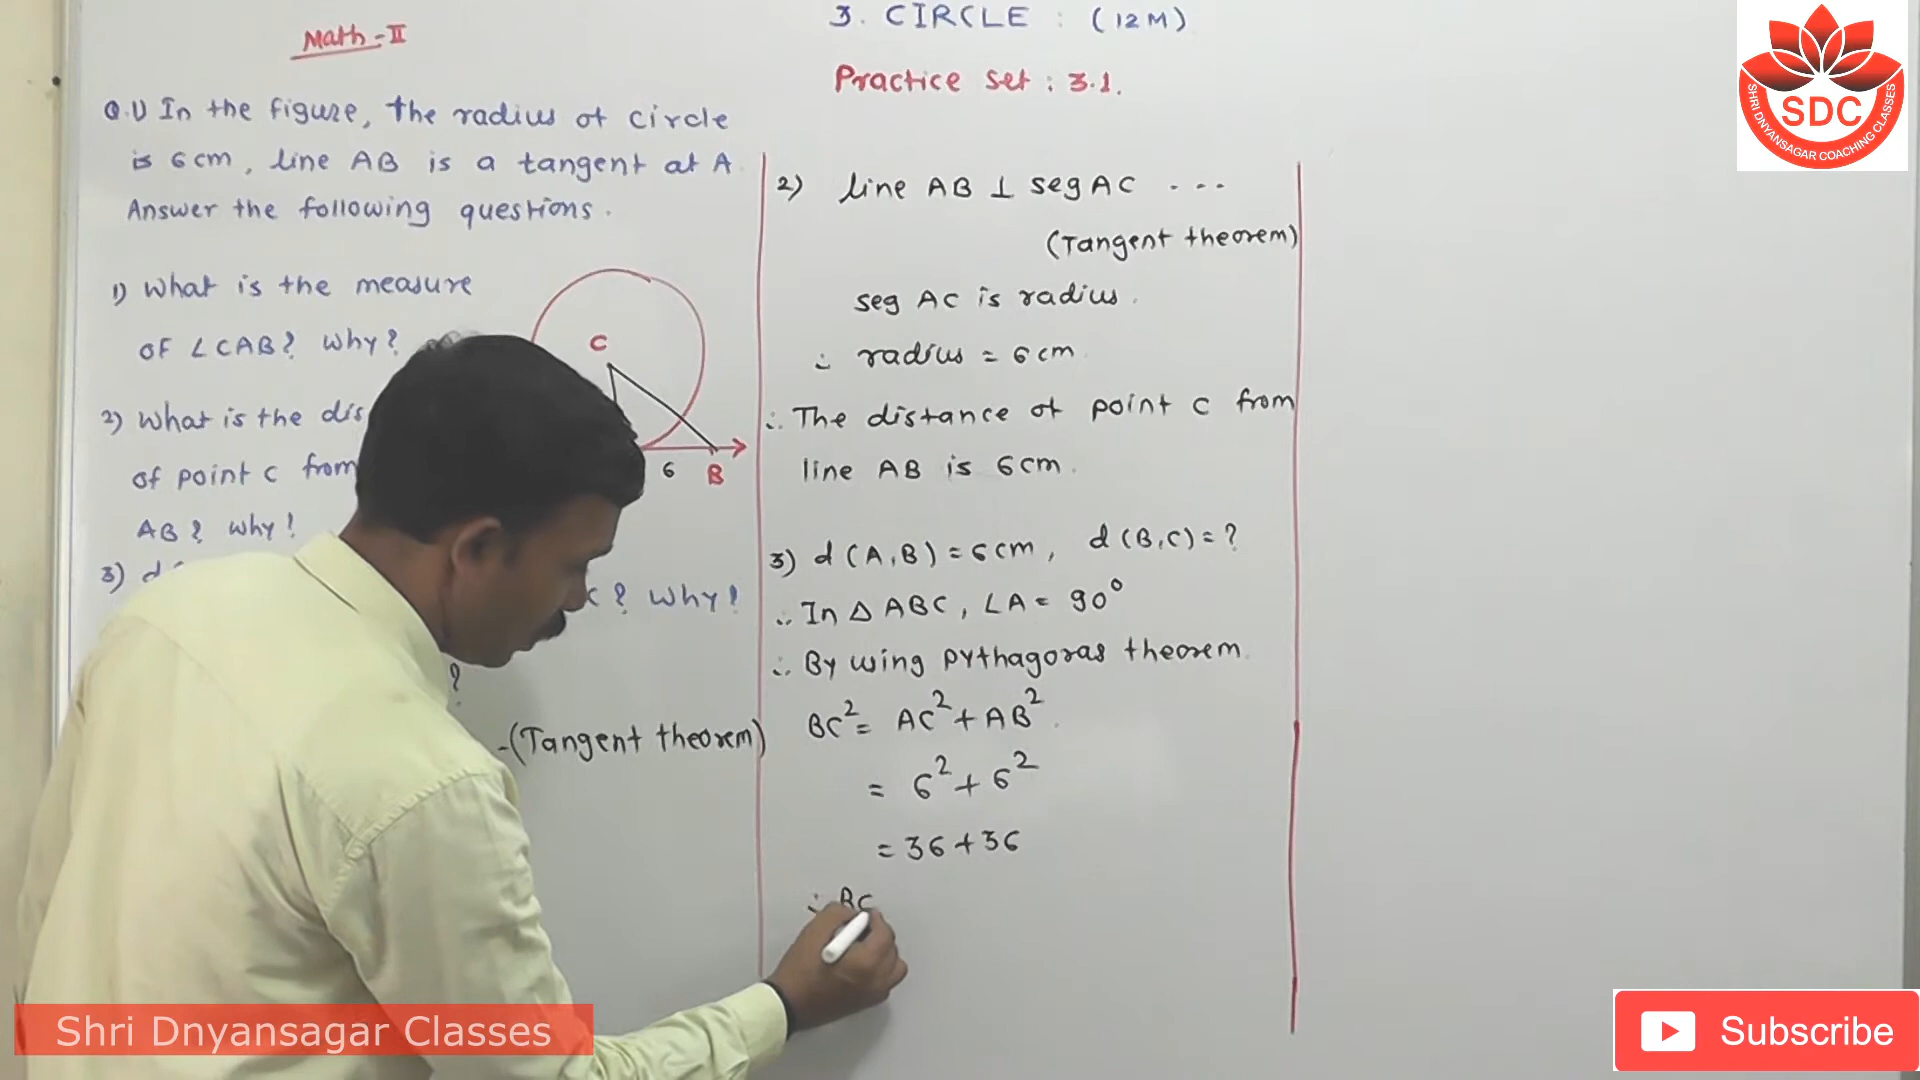 Math-II
3. CIRCLE : (12M)
Practice set : 3.1.
Q.1) In the figure, the radius of circle
is 6cm, line AB is a tangent at A
Answer the following questions.
1) What is the measure
of ∠CAB? Why?
2) What is the dis
of point C from
AB? Why?
3) d
? Why?
?
-(Tangent theorem)
C
6
B
2) line AB ⊥ seg AC ...
(Tangent theorem)
seg AC is radius.
∴ radius = 6cm
∴ The distance of point C from
line AB is 6cm.
3) d(A,B) = 6cm, d(B,C) = ?
∴ In △ABC, ∠A = 90°
∴ By using pythagoras theorem.
BC² = AC² + AB².
= 6² + 6²
= 36 + 36
∴ BC
SDC
SHRI DNYANSAGAR COACHING CLASSES
Shri Dnyansagar Classes
Subscribe